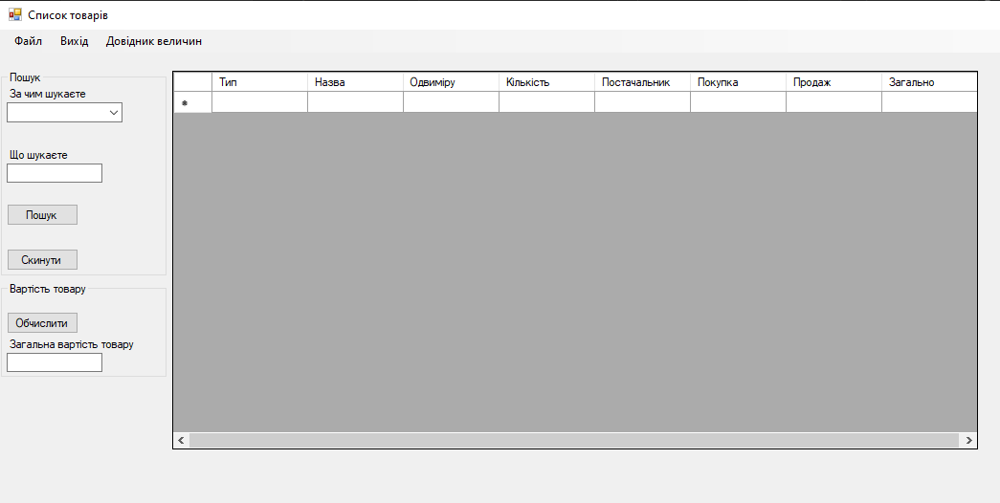 Список товарів
Файл Вихід Довідник величин
Пошук
За чим шукаєте
Що шукаєте
Пошук
Скинути
Вартість товару
Обчислити
Загальна вартість товару
Тип Назва Одвиміру Кількість Постачальник Покупка Продаж Загально